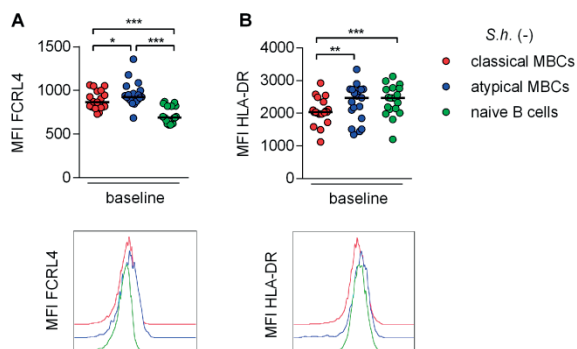 A
***
*
***
MFI FCRL4
1500
1000
500
0
baseline
B
***
**
MFI HLA-DR
4000
3000
2000
1000
0
baseline
S.h. (-)
classical MBCs
atypical MBCs
naive B cells
MFI FCRL4
MFI HLA-DR